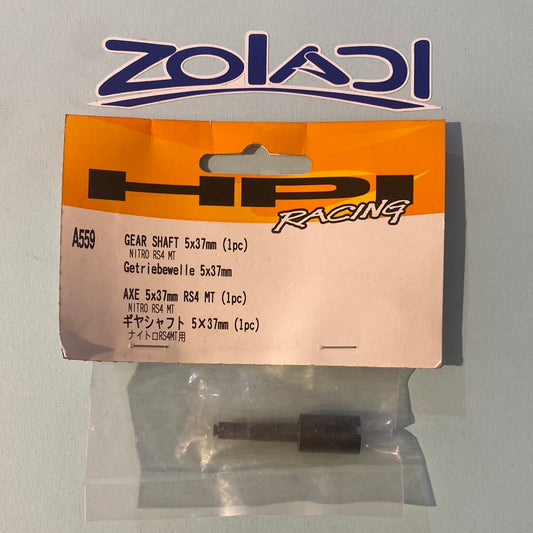 ZOLADI
HPI
RACING
A559
GEAR SHAFT 5x37mm (1pc)
NITRO RS4 MT
Getriebewelle 5x37mm
AXE 5x37mm RS4 MT (1pc)
NITRO RS4 MT
ギヤシャフト 5×37mm (1pc)
ナイトロRS4MT用